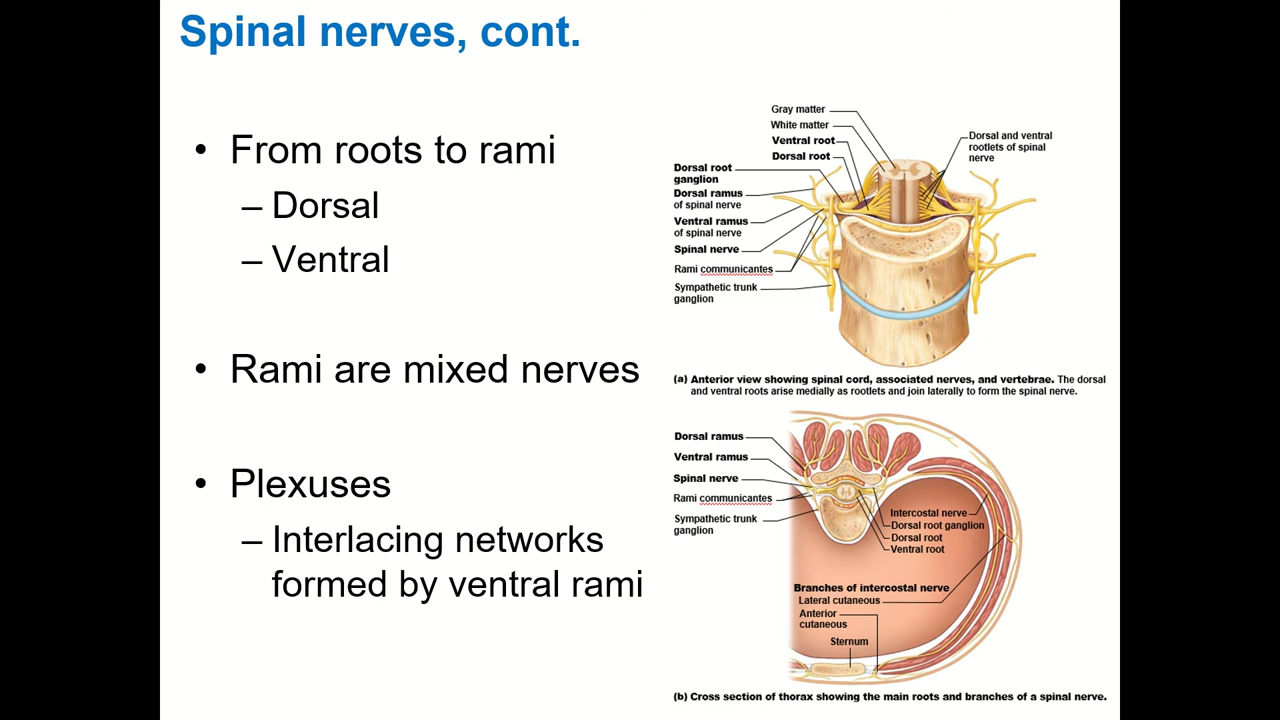 Spinal nerves, cont.
• From roots to rami
– Dorsal
– Ventral
• Rami are mixed nerves
• Plexuses
– Interlacing networks
formed by ventral rami
Gray matter
White matter
Ventral root
Dorsal root
Dorsal root
ganglion
Dorsal ramus
of spinal nerve
Ventral ramus
of spinal nerve
Spinal nerve
Rami communicantes
Sympathetic trunk
ganglion
Dorsal and ventral
rootlets of spinal
nerve
(a) Anterior view showing spinal cord, associated nerves, and vertebrae. The dorsal
and ventral roots arise medially as rootlets and join laterally to form the spinal nerve.
Dorsal ramus
Ventral ramus
Spinal nerve
Rami communicantes
Sympathetic trunk
ganglion
Intercostal nerve
Dorsal root ganglion
Dorsal root
Ventral root
Branches of intercostal nerve
Lateral cutaneous
Anterior
cutaneous
Sternum
(b) Cross section of thorax showing the main roots and branches of a spinal nerve.